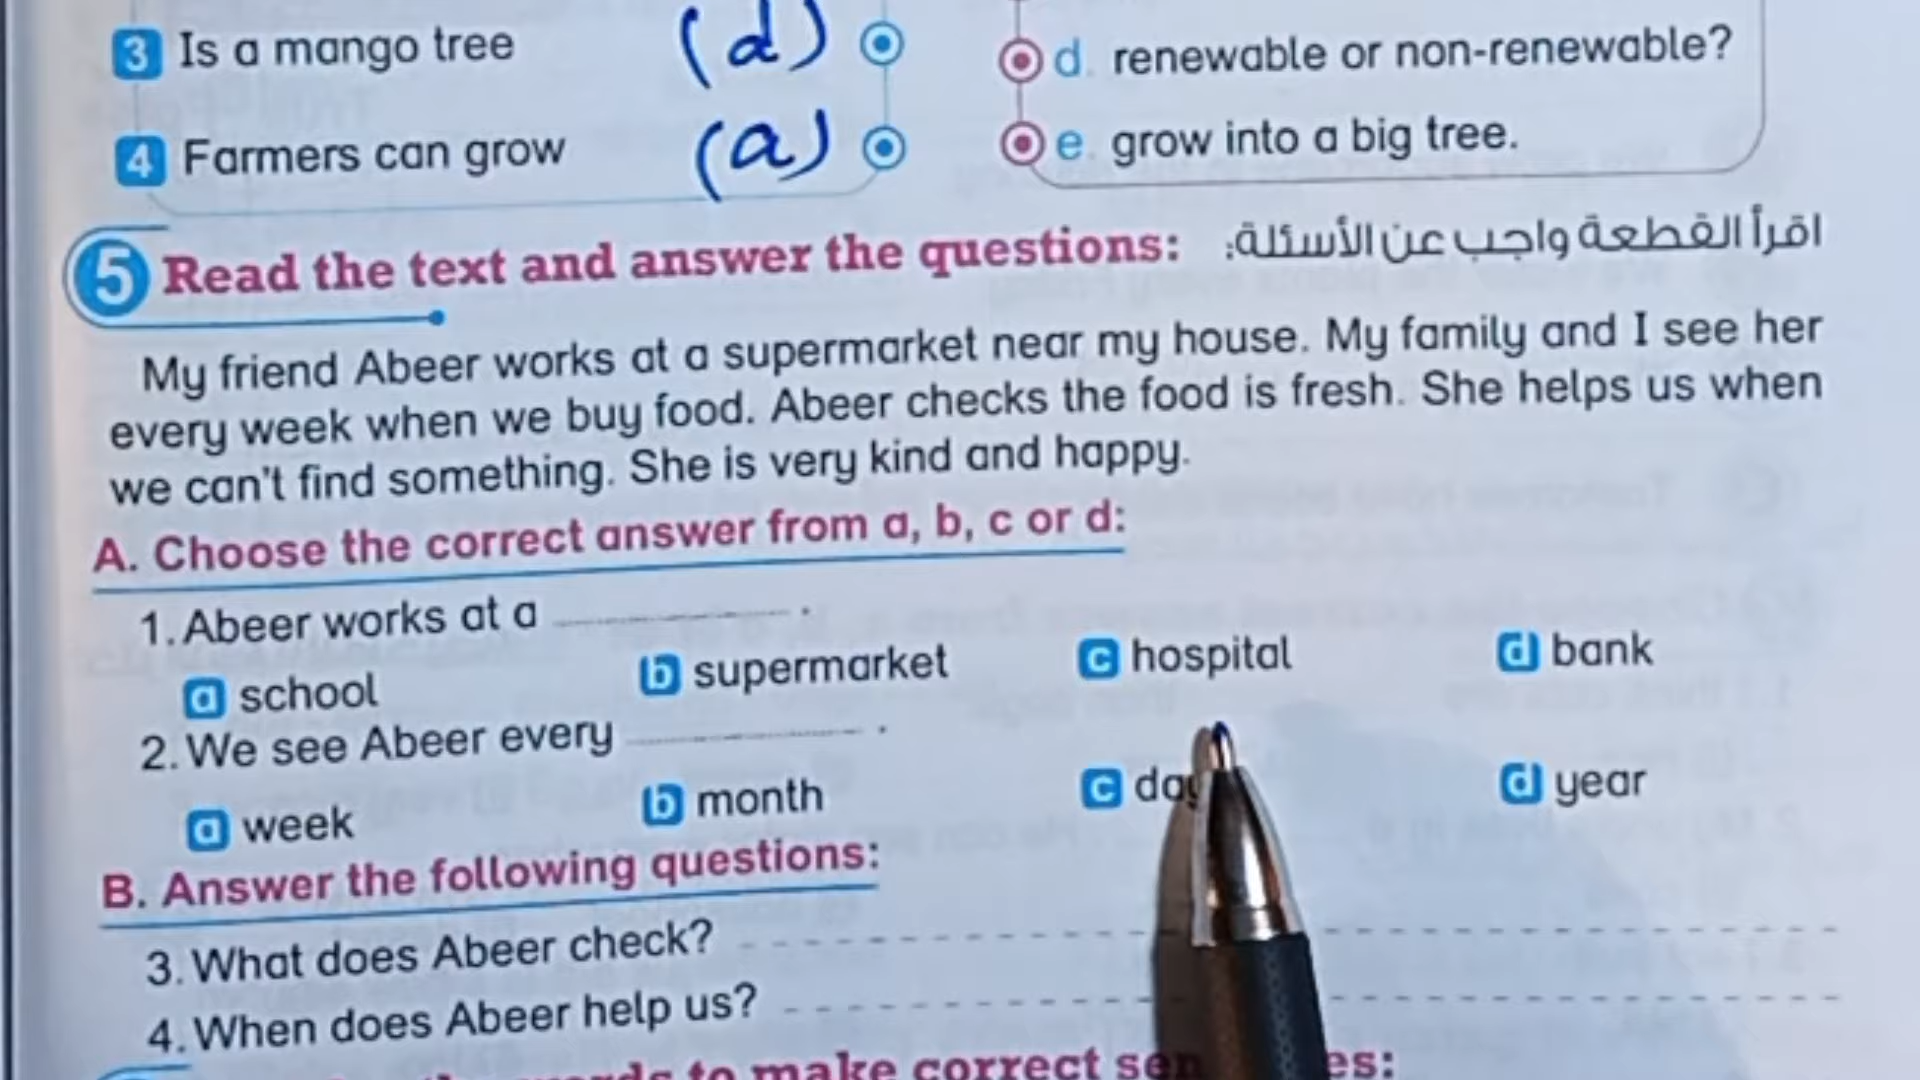 3 Is a mango tree (d) d. renewable or non-renewable?
4 Farmers can grow (a) e. grow into a big tree.
5 Read the text and answer the questions: اقرأ القطعة واجب عن الأسئلة:
My friend Abeer works at a supermarket near my house. My family and I see her
every week when we buy food. Abeer checks the food is fresh. She helps us when
we can't find something. She is very kind and happy.
A. Choose the correct answer from a, b, c or d:
1. Abeer works at a .................... .
a school b supermarket c hospital d bank
2. We see Abeer every .................... .
a week b month c d year
B. Answer the following questions:
3. What does Abeer check?
4. When does Abeer help us?
to make correct